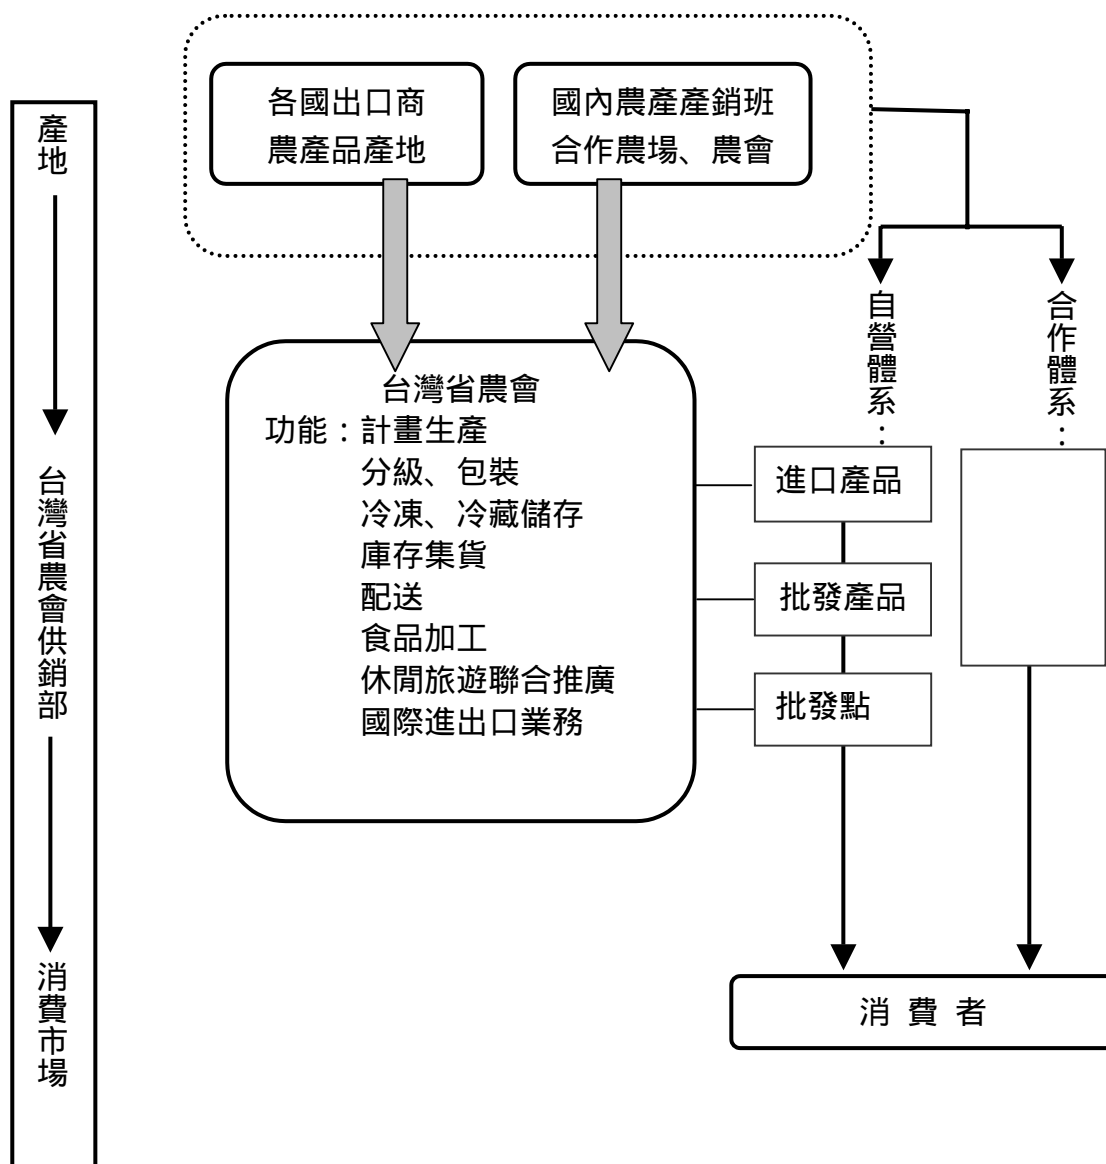 產地
台灣省農會供銷部
消費市場
各國出口商
農產品產地
國內農產產銷班
合作農場、農會
自營體系：
合作體系：
台灣省農會
功能：計畫生產
分級、包裝
冷凍、冷藏儲存
庫存集貨
配送
食品加工
休閒旅遊聯合推廣
國際進出口業務
進口產品
批發產品
批發點
消 費 者